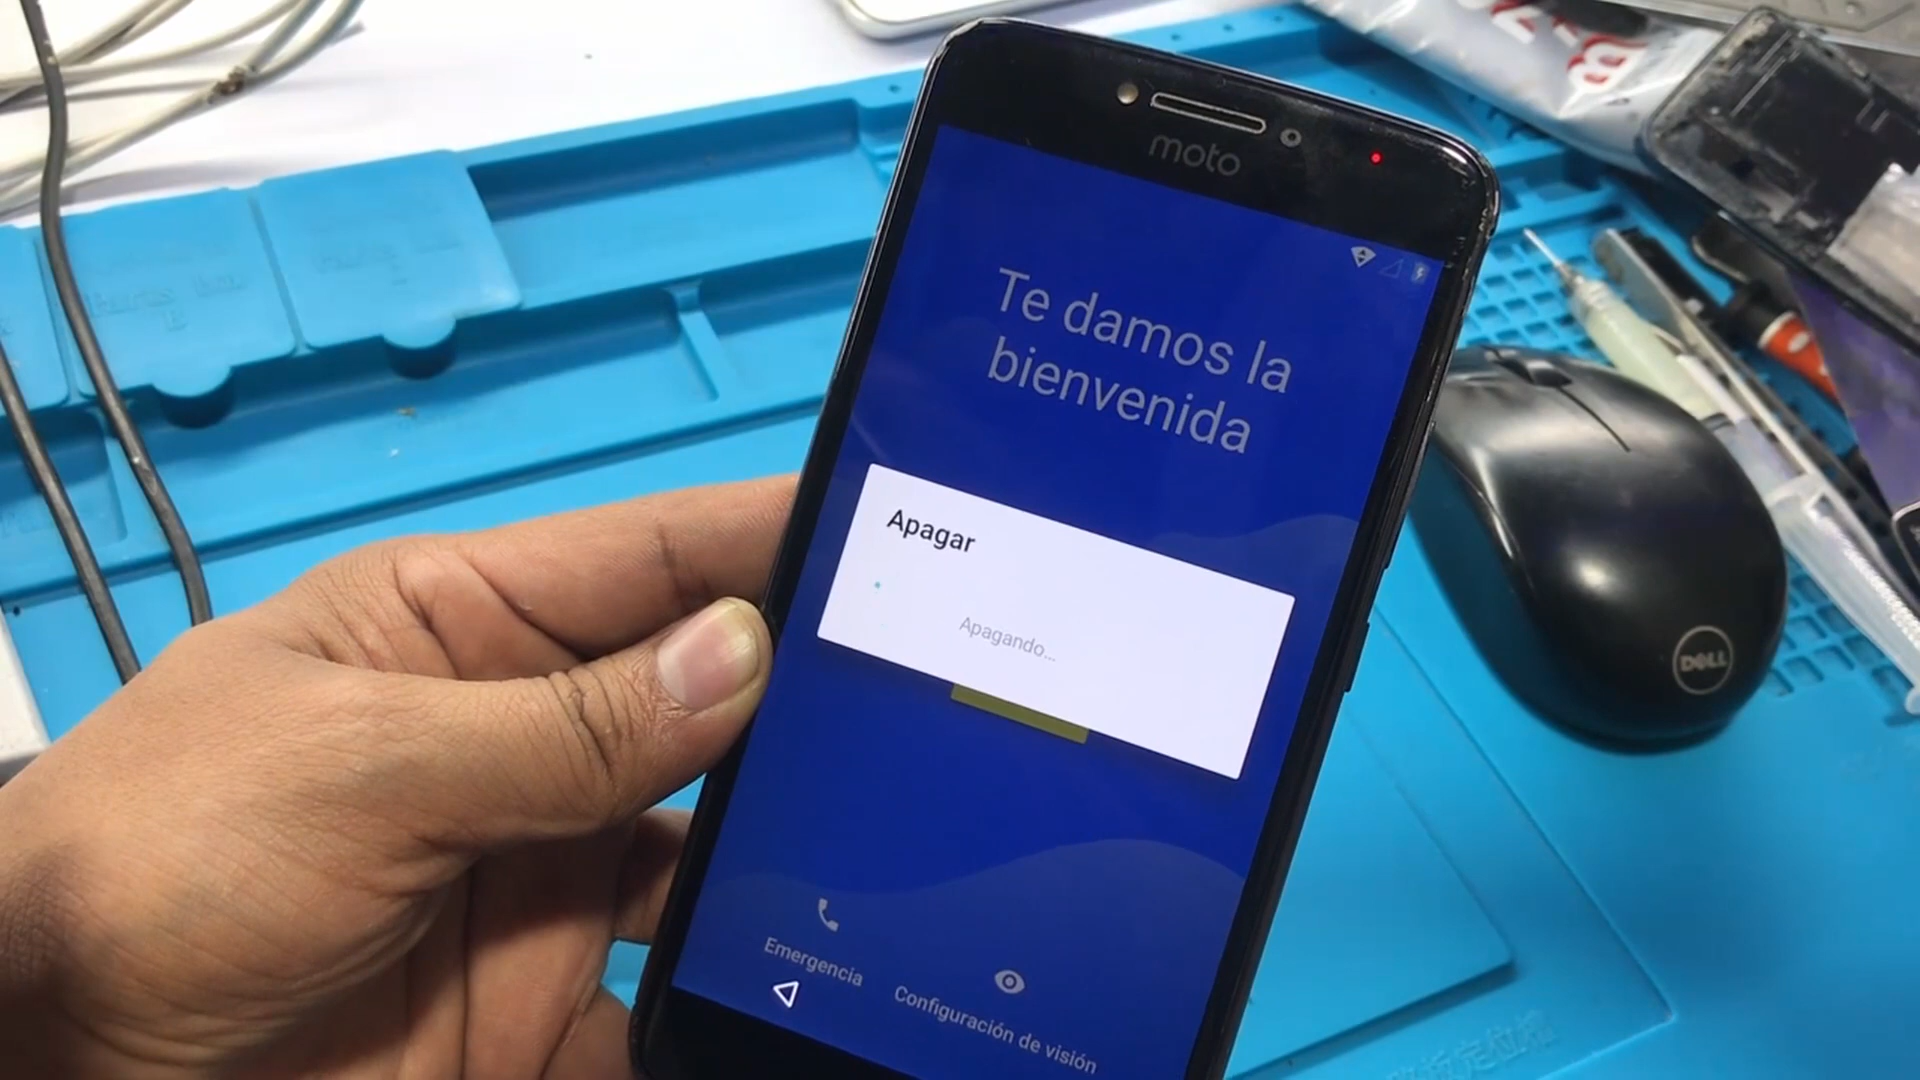 moto
Te damos la
bienvenida
Apagar
Apagando...
Emergencia
Configuración de visión
DELL